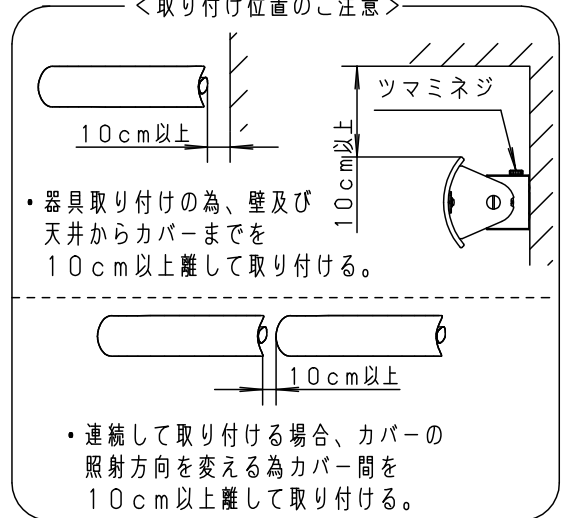 ＜取り付け位置のご注意＞
ツマミネジ
10cm以上
10cm以上
・器具取り付けの為、壁及び
天井からカバーまでを
10cm以上離して取り付ける。
10cm以上
・連続して取り付ける場合、カバーの
照射方向を変える為カバー間を
10cm以上離して取り付ける。